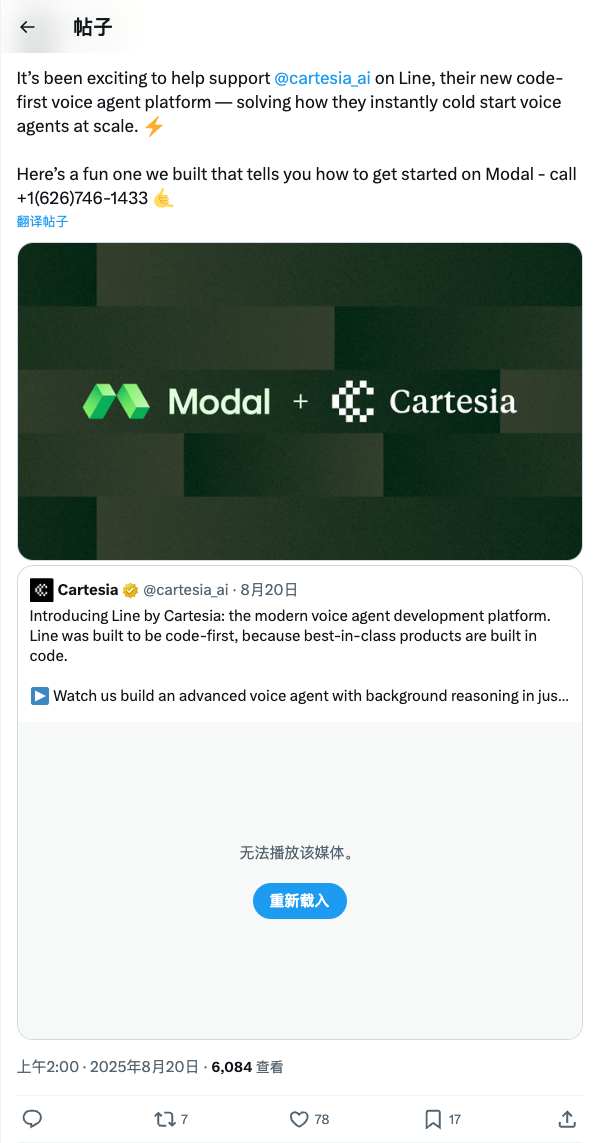 帖子
It’s been exciting to help support @cartesia_ai on Line, their new code-
first voice agent platform — solving how they instantly cold start voice
agents at scale. ⚡
Here’s a fun one we built that tells you how to get started on Modal - call
+1(626)746-1433 🤙
翻译帖子
Modal + Cartesia
Cartesia @cartesia_ai · 8月20日
Introducing Line by Cartesia: the modern voice agent development platform.
Line was built to be code-first, because best-in-class products are built in
code.
▶️ Watch us build an advanced voice agent with background reasoning in jus...
无法播放该媒体。
重新载入
上午2:00 · 2025年8月20日 · 6,084 查看
7 78 17